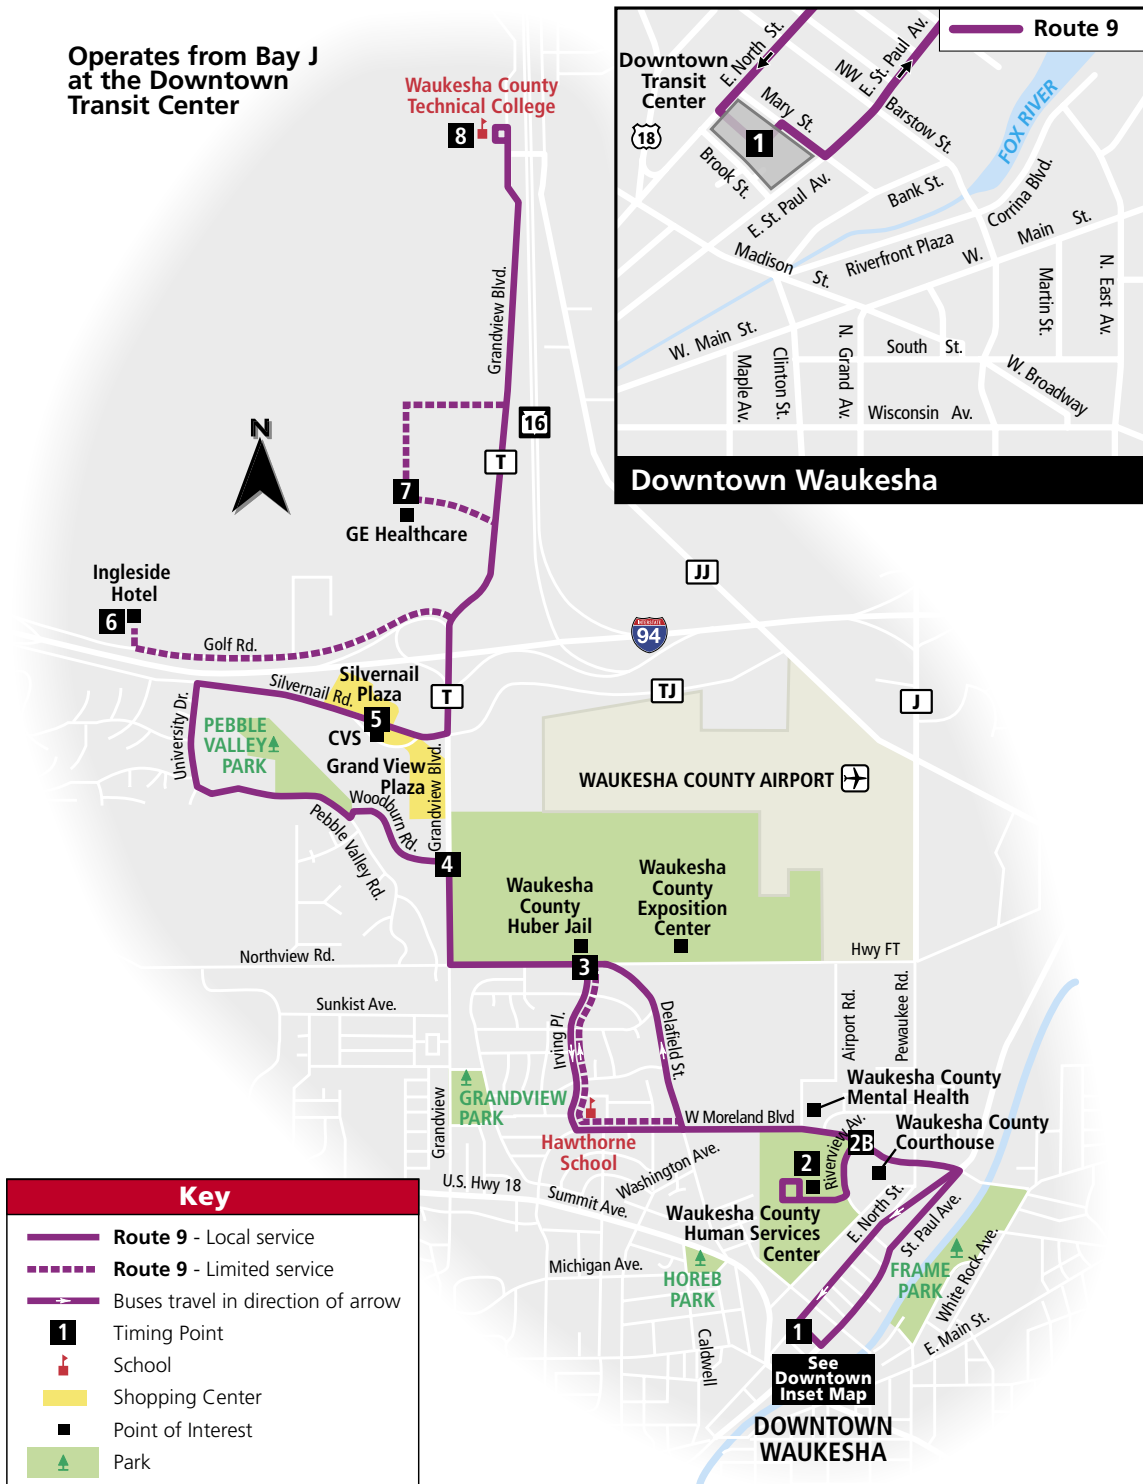 Operates from Bay J
at the Downtown
Transit Center
Waukesha County
Technical College
8
Grandview Blvd.
16
T
7
GE Healthcare
N
Ingleside
Hotel
6
Golf Rd.
JJ
INTERSTATE
94
Silvernail
Plaza
Silvernail Rd.
T
TJ
J
5
CVS
University Dr.
PEBBLE
VALLEY
PARK
Grand View
Plaza
Grandview Blvd.
Woodburn Rd.
Pebble Valley Rd.
4
WAUKESHA COUNTY AIRPORT
Waukesha
County
Huber Jail
Waukesha
County
Exposition
Center
Northview Rd.
3
Hwy FT
Sunkist Ave.
Irving Pl.
Delafield St.
Airport Rd.
Pewaukee Rd.
Grandview
GRANDVIEW
PARK
Hawthorne
School
W Moreland Blvd
Waukesha County
Mental Health
Waukesha County
Courthouse
2B
2
Riverview Av.
Waukesha County
Human Services
Center
U.S. Hwy 18
Summit Ave.
Washington Ave.
Michigan Ave.
HOREB
PARK
Caldwell
E. North St.
St. Paul Ave.
FRAME
PARK
White Rock Ave.
E. Main St.
1
See
Downtown
Inset Map
DOWNTOWN
WAUKESHA
Route 9
Downtown
Transit
Center
E. North St.
NW Barstow St.
E. St. Paul Av.
FOX RIVER
18
Mary St.
1
Brook St.
E. St. Paul Av.
Bank St.
Corrina Blvd.
Madison St.
Riverfront Plaza
W. Main St.
W. Main St.
Maple Av.
Clinton St.
N. Grand Av.
South St.
Martin St.
N. East Av.
W. Broadway
Wisconsin Av.
Downtown Waukesha
Key
Route 9 - Local service
Route 9 - Limited service
Buses travel in direction of arrow
1 Timing Point
School
Shopping Center
Point of Interest
Park